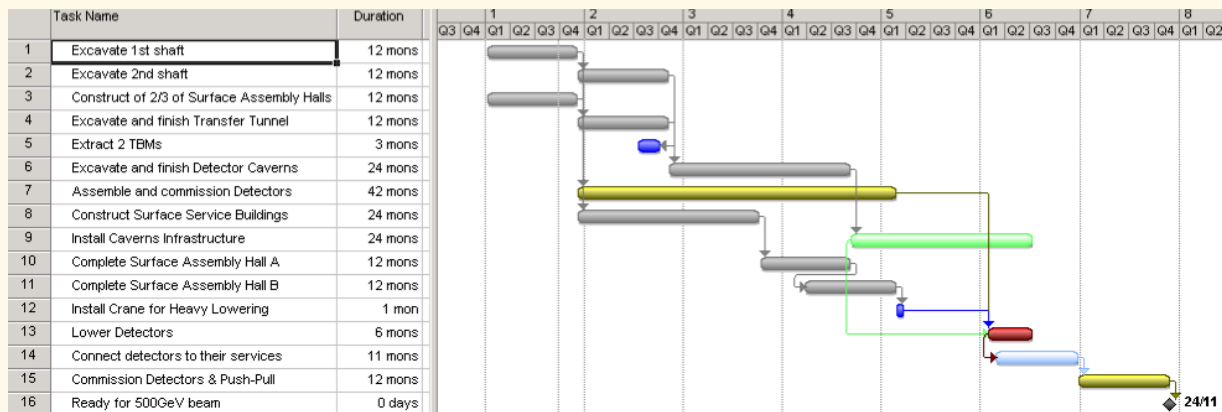 Task Name Duration 1 2 3 4 5 6 7 8
Q3 Q4 Q1 Q2 Q3 Q4 Q1 Q2 Q3 Q4 Q1 Q2 Q3 Q4 Q1 Q2 Q3 Q4 Q1 Q2 Q3 Q4 Q1 Q2 Q3 Q4 Q1 Q2 Q3 Q4 Q1 Q2
1 Excavate 1st shaft 12 mons
2 Excavate 2nd shaft 12 mons
3 Construct of 2/3 of Surface Assembly Halls 12 mons
4 Excavate and finish Transfer Tunnel 12 mons
5 Extract 2 TBMs 3 mons
6 Excavate and finish Detector Caverns 24 mons
7 Assemble and commission Detectors 42 mons
8 Construct Surface Service Buildings 24 mons
9 Install Caverns Infrastructure 24 mons
10 Complete Surface Assembly Hall A 12 mons
11 Complete Surface Assembly Hall B 12 mons
12 Install Crane for Heavy Lowering 1 mon
13 Lower Detectors 6 mons
14 Connect detectors to their services 11 mons
15 Commission Detectors & Push-Pull 12 mons
16 Ready for 500GeV beam 0 days 24/11